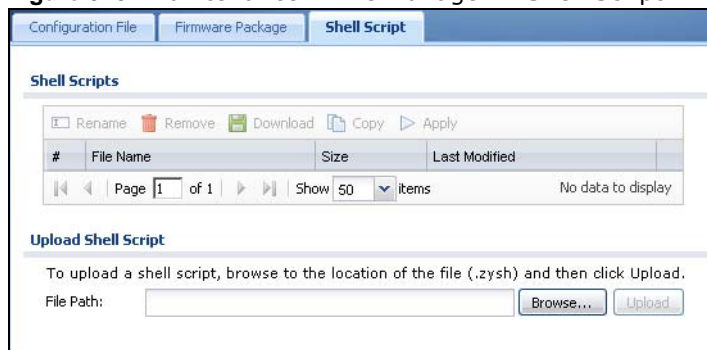 Configuration File Firmware Package Shell Script
Shell Scripts
Rename Remove Download Copy Apply
# File Name Size Last Modified
Page 1 of 1 Show 50 items No data to display
Upload Shell Script
To upload a shell script, browse to the location of the file (.zysh) and then click Upload.
File Path: Browse... Upload